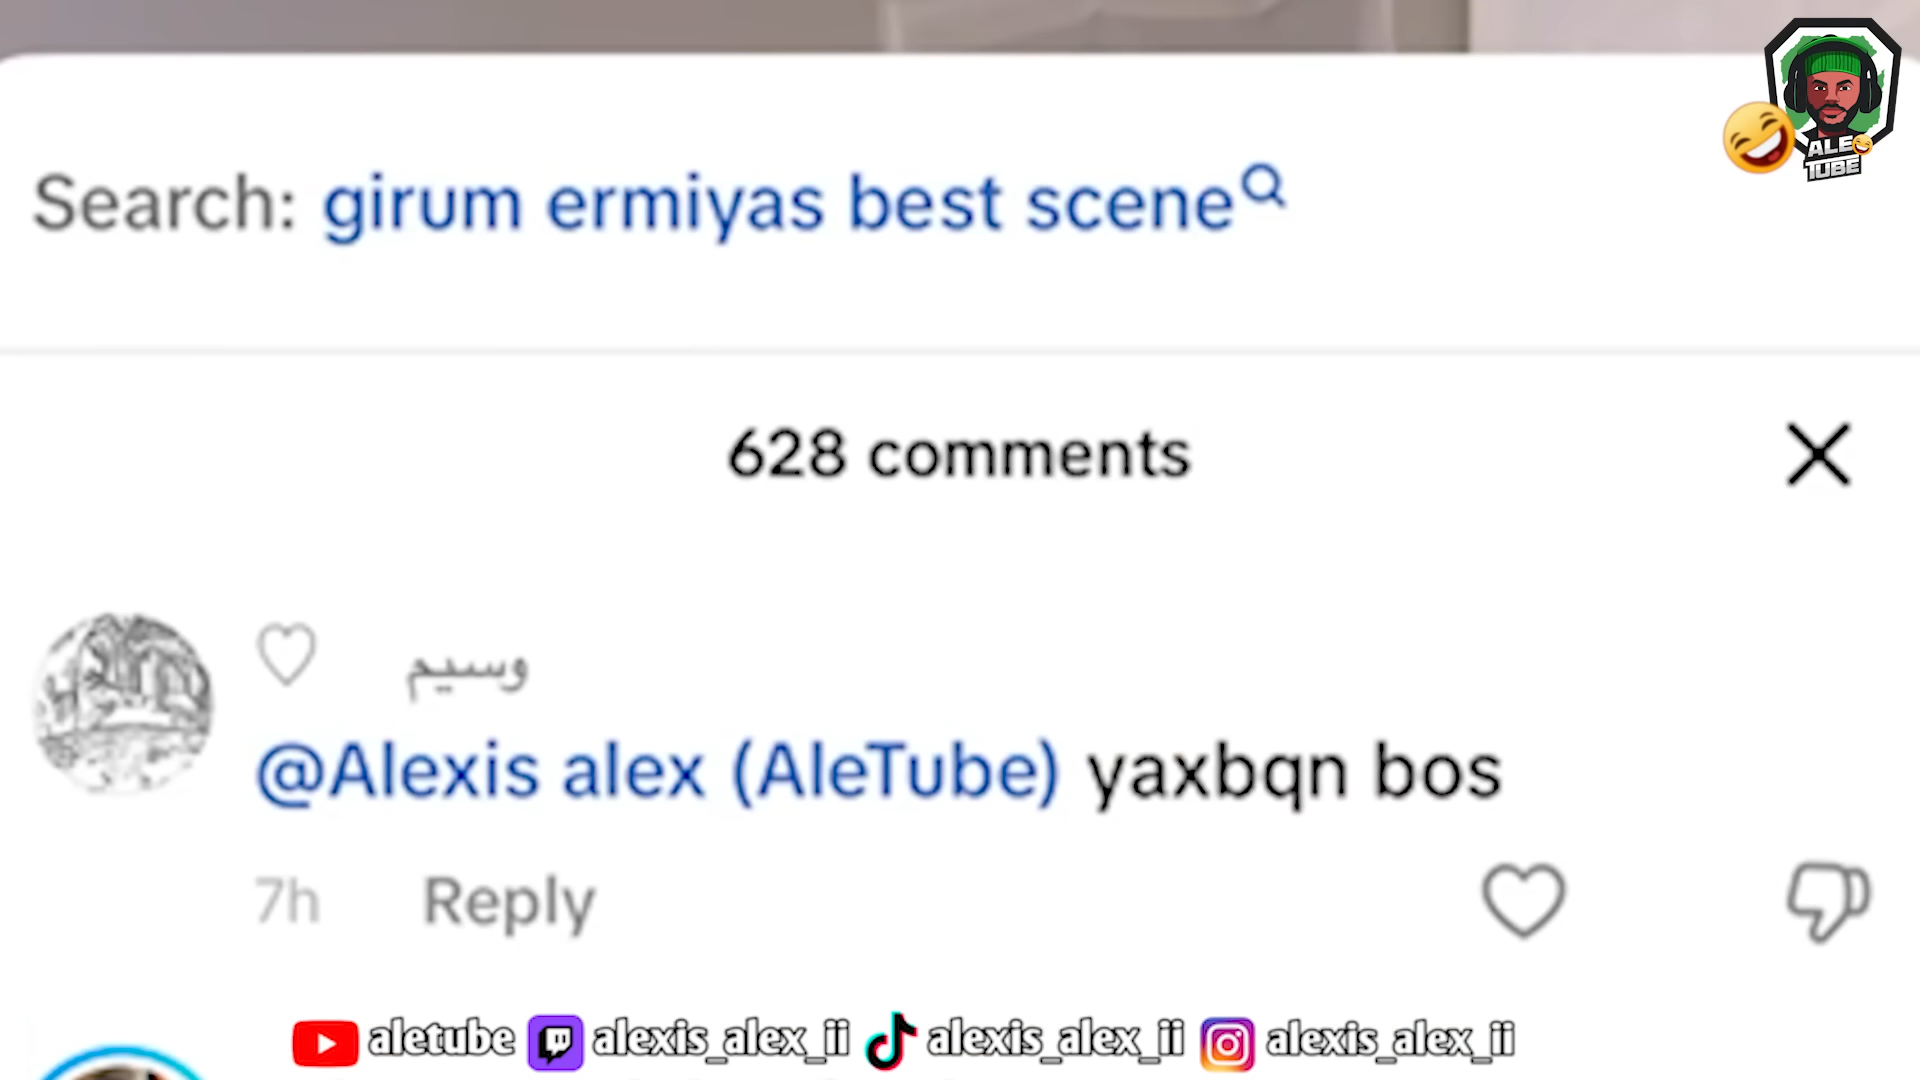 ALE
TUBE
Search: girum ermiyas best scene
628 comments
♡ وسيم
@Alexis alex (AleTube) yaxbqn bos
7h Reply
aletube alexis_alex_ii alexis_alex_ii alexis_alex_ii